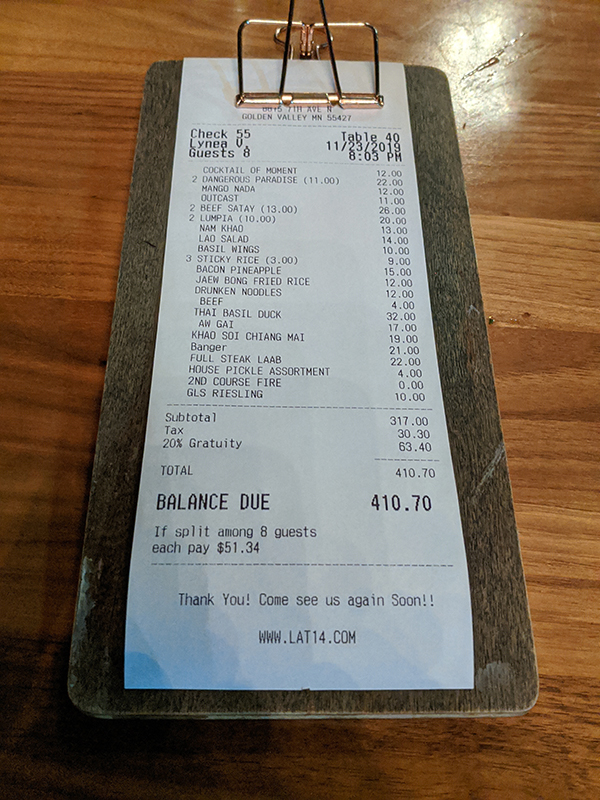 6815 7TH AVE N
GOLDEN VALLEY MN 55427
Check 55 Table 40
Lynea V. 11/23/2019
Guests 8 8:03 PM
COCKTAIL OF MOMENT 12.00
2 DANGEROUS PARADISE (11.00) 22.00
MANGO NADA 12.00
OUTCAST 11.00
2 BEEF SATAY (13.00) 26.00
2 LUMPIA (10.00) 20.00
NAM KHAO 13.00
LAO SALAD 14.00
BASIL WINGS 10.00
3 STICKY RICE (3.00) 9.00
BACON PINEAPPLE 15.00
JAEW BONG FRIED RICE 12.00
DRUNKEN NOODLES 12.00
BEEF 4.00
THAI BASIL DUCK 32.00
AW GAI 17.00
KHAO SOI CHIANG MAI 19.00
Banger 21.00
FULL STEAK LAAB 22.00
HOUSE PICKLE ASSORTMENT 4.00
2ND COURSE FIRE 0.00
GLS RIESLING 10.00
Subtotal 317.00
Tax 30.30
20% Gratuity 63.40
TOTAL 410.70
BALANCE DUE 410.70
If split among 8 guests
each pay $51.34
Thank You! Come see us again Soon!!
WWW.LAT14.COM